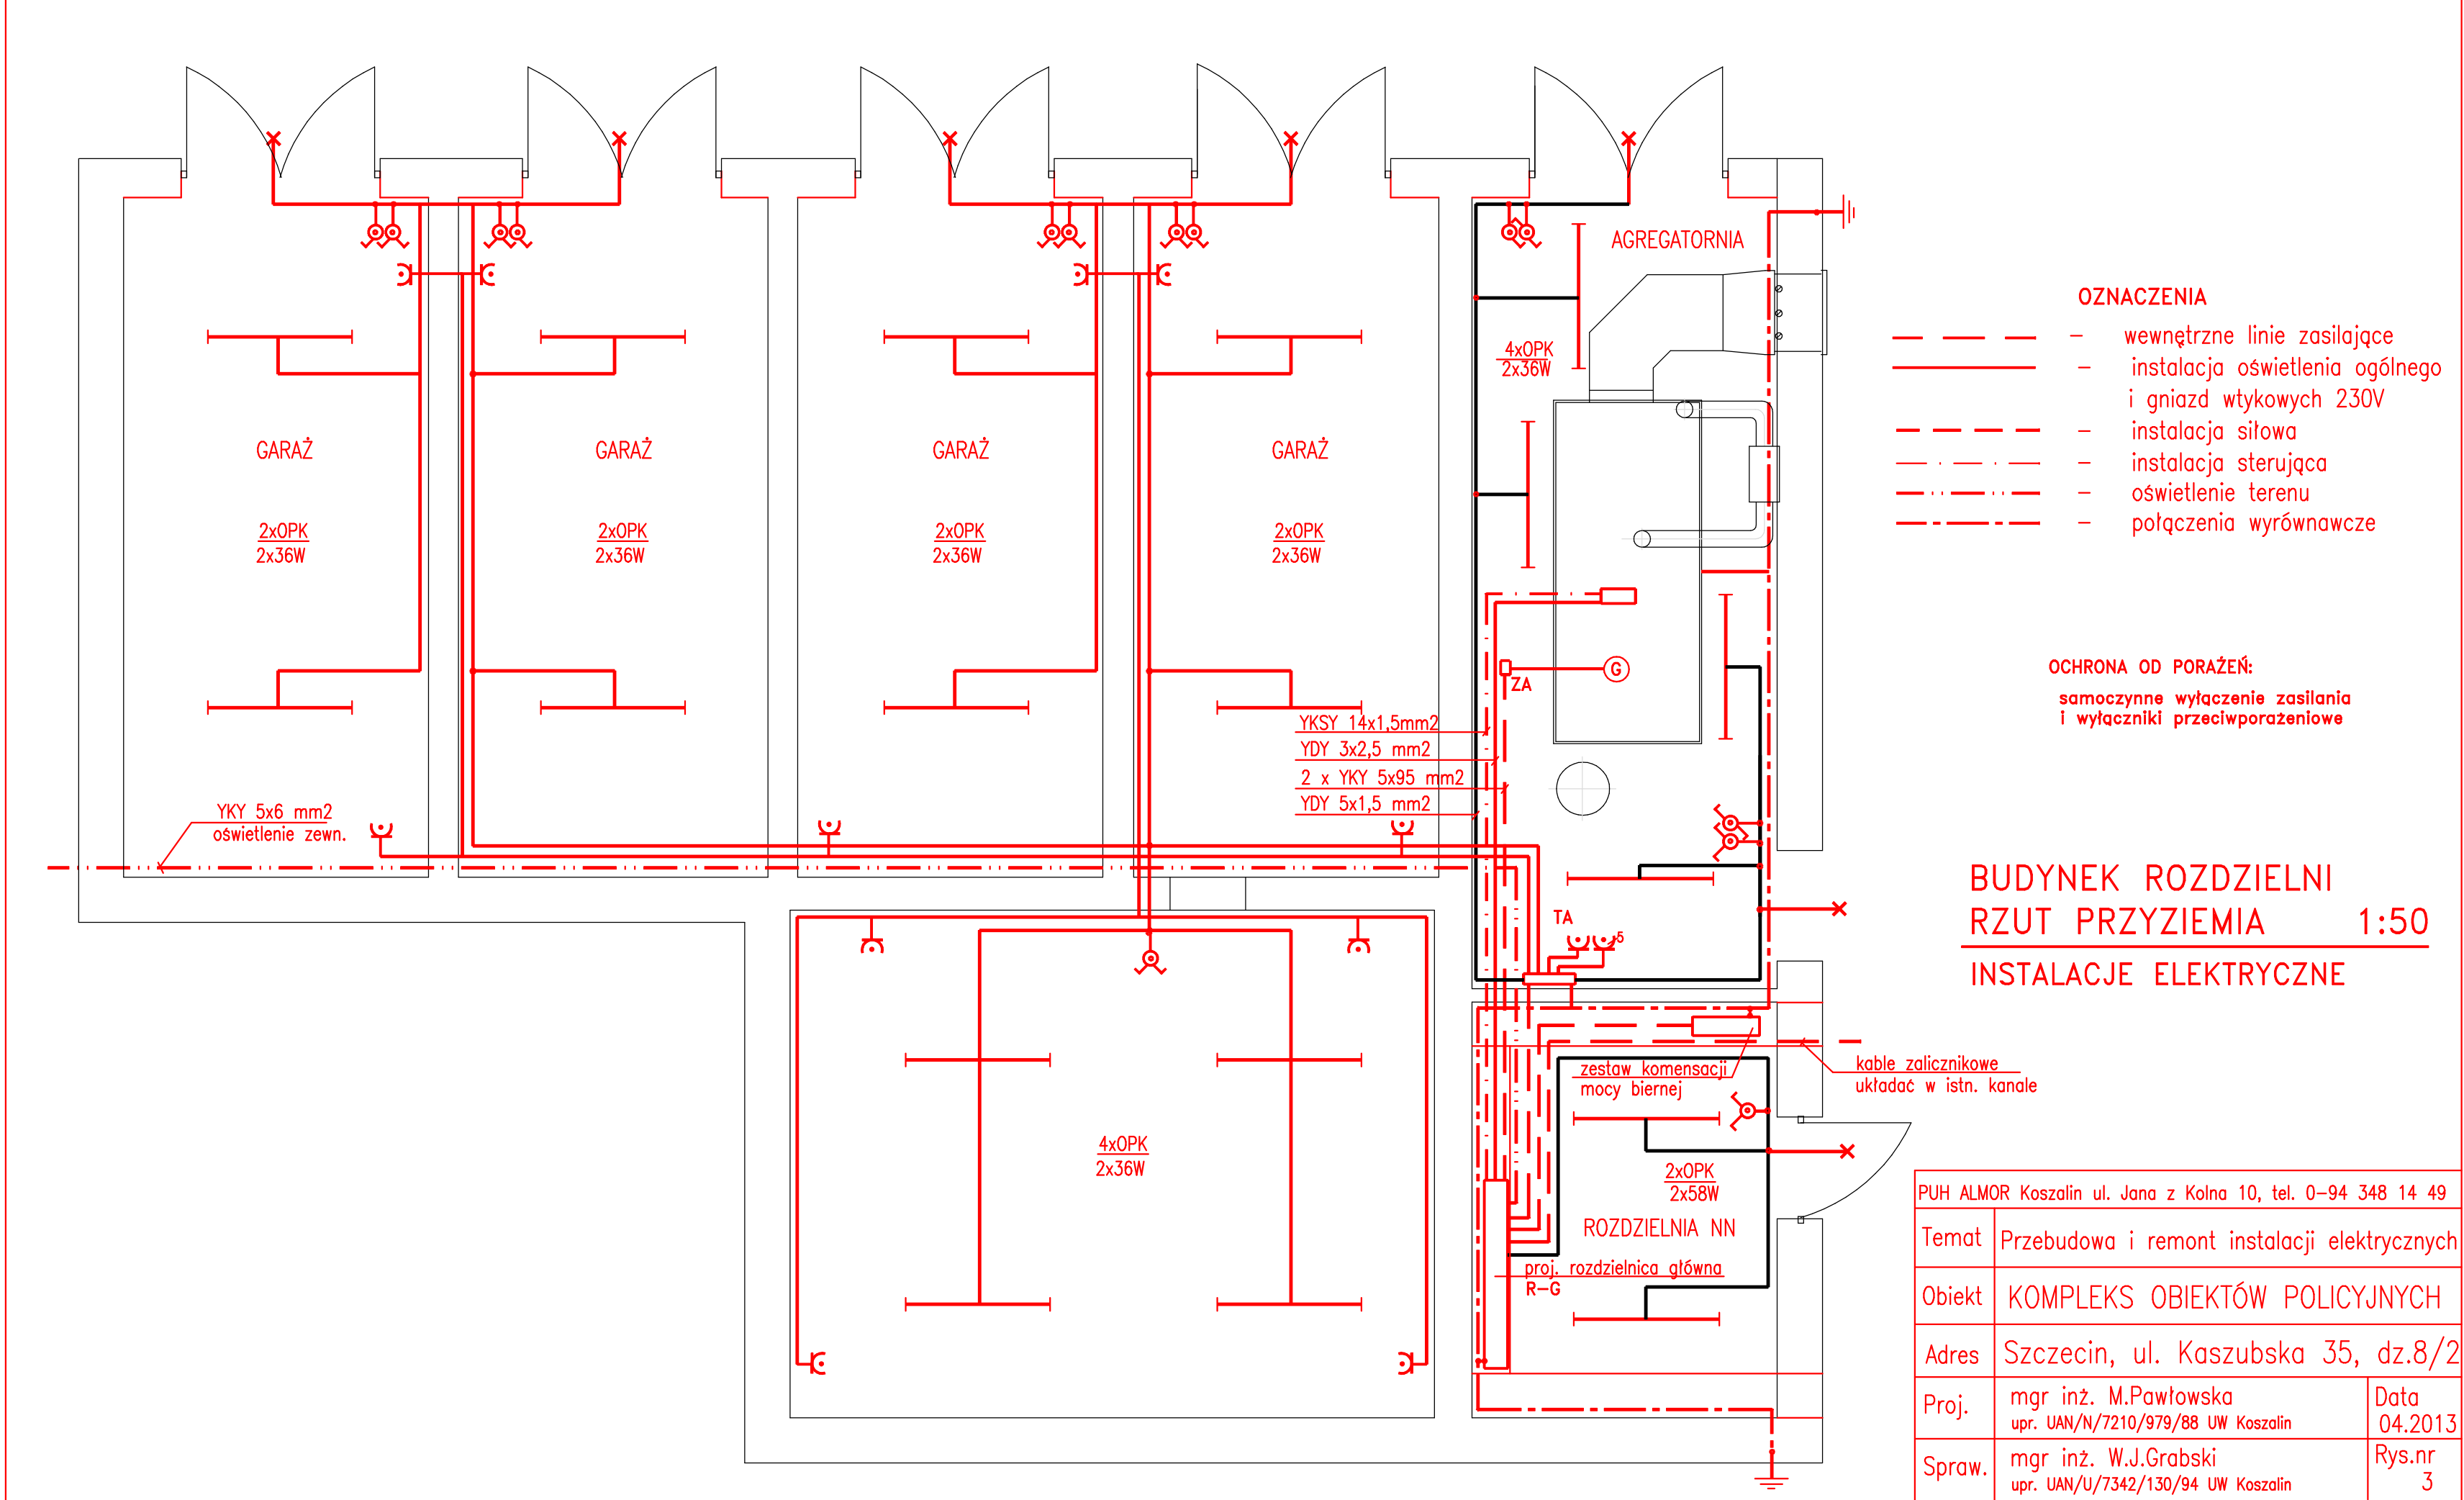 AGREGATORNIA
4xOPK
2x36W
GARAŻ
GARAŻ
GARAŻ
GARAŻ
2xOPK
2x36W
2xOPK
2x36W
2xOPK
2x36W
2xOPK
2x36W
G
ZA
YKSY 14x1,5mm2
YDY 3x2,5 mm2
2 x YKY 5x95 mm2
YDY 5x1,5 mm2
YKY 5x6 mm2
oświetlenie zewn.
TA
5
zestaw komensacji
mocy biernej
kable zalicznikowe
układać w istn. kanale
4xOPK
2x36W
2xOPK
2x58W
ROZDZIELNIA NN
proj. rozdzielnica główna
R-G
OZNACZENIA
- wewnętrzne linie zasilające
- instalacja oświetlenia ogólnego
i gniazd wtykowych 230V
- instalacja siłowa
- instalacja sterująca
- oświetlenie terenu
- połączenia wyrównawcze
OCHRONA OD PORAŻEŃ:
samoczynne wyłączenie zasilania
i wyłączniki przeciwporażeniowe
BUDYNEK ROZDZIELNI
RZUT PRZYZIEMIA 1:50
INSTALACJE ELEKTRYCZNE
PUH ALMOR Koszalin ul. Jana z Kolna 10, tel. 0-94 348 14 49
Temat Przebudowa i remont instalacji elektrycznych
Obiekt KOMPLEKS OBIEKTÓW POLICYJNYCH
Adres Szczecin, ul. Kaszubska 35, dz.8/2
Proj. mgr inż. M.Pawłowska
upr. UAN/N/7210/979/88 UW Koszalin
Data
04.2013
Spraw. mgr inż. W.J.Grabski
upr. UAN/U/7342/130/94 UW Koszalin
Rys.nr
3